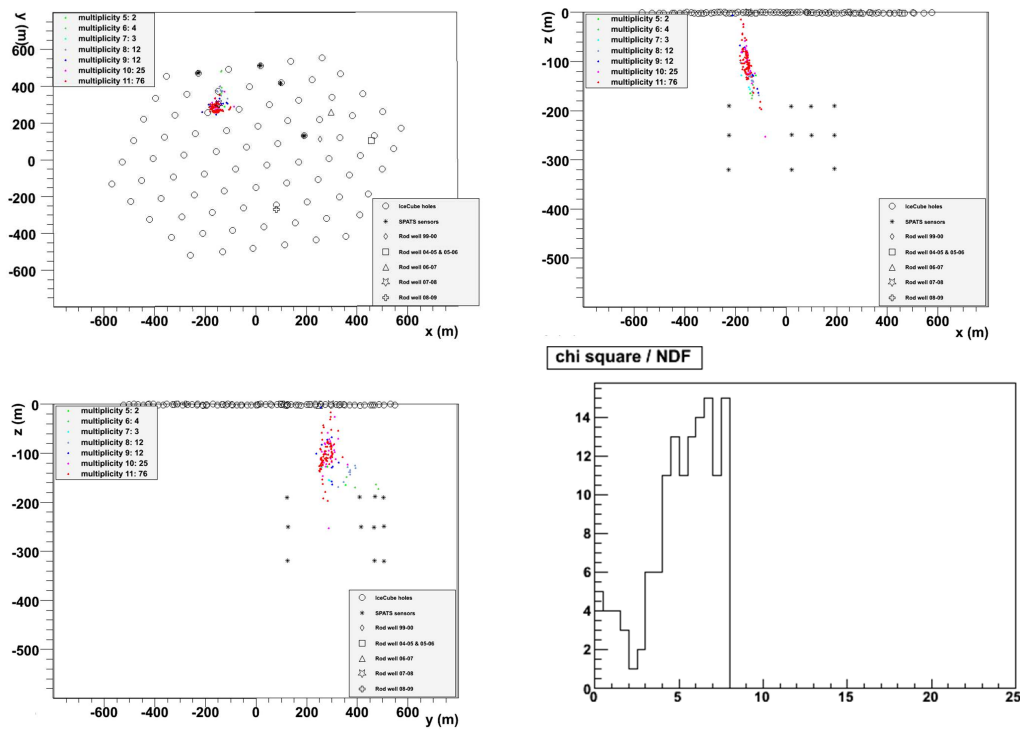 y (m)
multiplicity 5: 2
multiplicity 6: 4
multiplicity 7: 3
multiplicity 8: 12
multiplicity 9: 12
multiplicity 10: 25
multiplicity 11: 76
600
400
200
0
-200
-400
-600
IceCube holes
SPATS sensors
Rod well 99-00
Rod well 04-05 & 05-06
Rod well 06-07
Rod well 07-08
Rod well 08-09
-600 -400 -200 0 200 400 600
x (m)
z (m)
multiplicity 5: 2
multiplicity 6: 4
multiplicity 7: 3
multiplicity 8: 12
multiplicity 9: 12
multiplicity 10: 25
multiplicity 11: 76
0
-100
-200
-300
-400
-500
IceCube holes
SPATS sensors
Rod well 99-00
Rod well 04-05 & 05-06
Rod well 06-07
Rod well 07-08
Rod well 08-09
-600 -400 -200 0 200 400 600
x (m)
z (m)
multiplicity 5: 2
multiplicity 6: 4
multiplicity 7: 3
multiplicity 8: 12
multiplicity 9: 12
multiplicity 10: 25
multiplicity 11: 76
0
-100
-200
-300
-400
-500
IceCube holes
SPATS sensors
Rod well 99-00
Rod well 04-05 & 05-06
Rod well 06-07
Rod well 07-08
Rod well 08-09
-600 -400 -200 0 200 400 600
y (m)
chi square / NDF
14
12
10
8
6
4
2
0
0 5 10 15 20 25